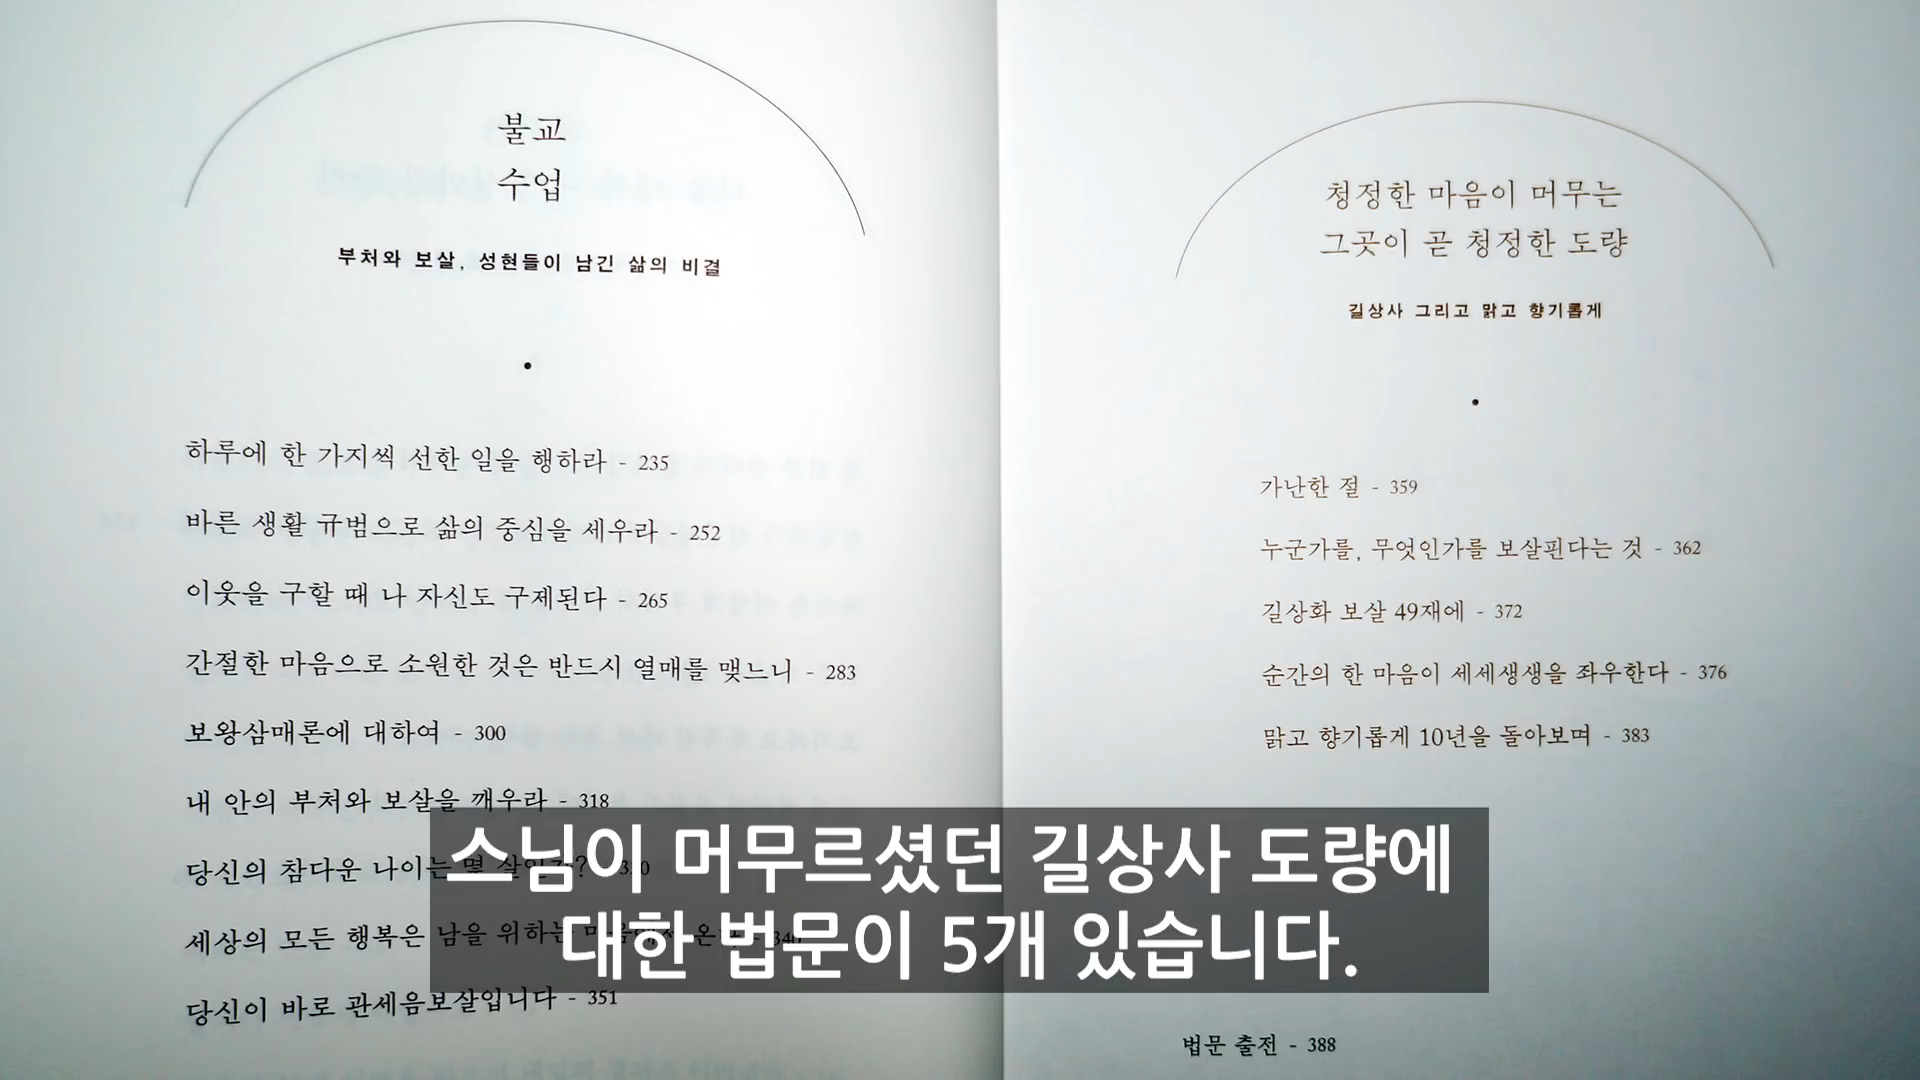 불교
수업
부처와 보살, 성현들이 남긴 삶의 비결
하루에 한 가지씩 선한 일을 행하라 - 235
바른 생활 규범으로 삶의 중심을 세우라 - 252
이웃을 구할 때 나 자신도 구제된다 - 265
간절한 마음으로 소원한 것은 반드시 열매를 맺느니 - 283
보왕삼매론에 대하여 - 300
내 안의 부처와 보살을 깨우라 - 318
당신의 참다운 나이는 몇
세상의 모든 행복은 남을 위하는 마음에서 온다 - 340
당신이 바로 관세음보살입니다 - 351
청정한 마음이 머무는
그곳이 곧 청정한 도량
길상사 그리고 맑고 향기롭게
가난한 절 - 359
누군가를, 무엇인가를 보살핀다는 것 - 362
길상화 보살 49재에 - 372
순간의 한 마음이 세세생생을 좌우한다 - 376
맑고 향기롭게 10년을 돌아보며 - 383
법문 출전 - 388
스님이 머무르셨던 길상사 도량에
대한 법문이 5개 있습니다.